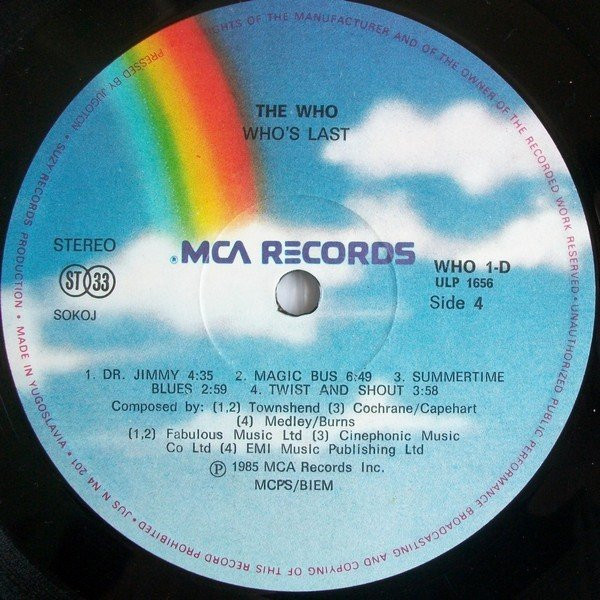 THE WHO
WHO'S LAST
STEREO
ST 33
SOKOJ
® MCA RECORDS
WHO 1-D
ULP 1656
Side 4
1. DR. JIMMY 4:35 2. MAGIC BUS 6:49 3. SUMMERTIME
BLUES 2:59 4. TWIST AND SHOUT 3:58
Composed by: (1,2) Townshend (3) Cochrane/Capehart
(4) Medley/Burns
(1,2) Fabulous Music Ltd (3) Cinephonic Music
Co Ltd (4) EMI Music Publishing Ltd
Ⓟ 1985 MCA Records Inc.
MCPS/BIEM
RIGHTS OF THE MANUFACTURER AND OF THE OWNER OF THE RECORDED WORK RESERVED • UNAUTHORIZED PUBLIC PERFORMANCE BROADCASTING AND COPYING OF THIS RECORD PROHIBITED • JUS N N4 201 • MADE IN YUGOSLAVIA • SUZY RECORDS PRODUCTION • PRESSED BY JUGOTON •